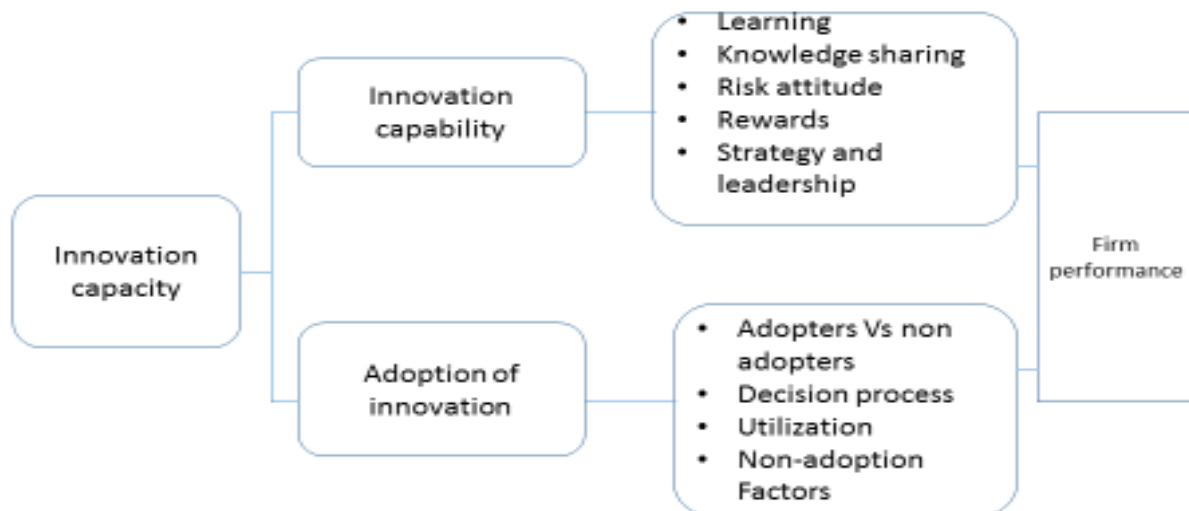 Innovation
capacity
Innovation
capability
• Learning
• Knowledge sharing
• Risk attitude
• Rewards
• Strategy and
leadership
Adoption of
innovation
• Adopters Vs non
adopters
• Decision process
• Utilization
• Non-adoption
Factors
Firm
performance